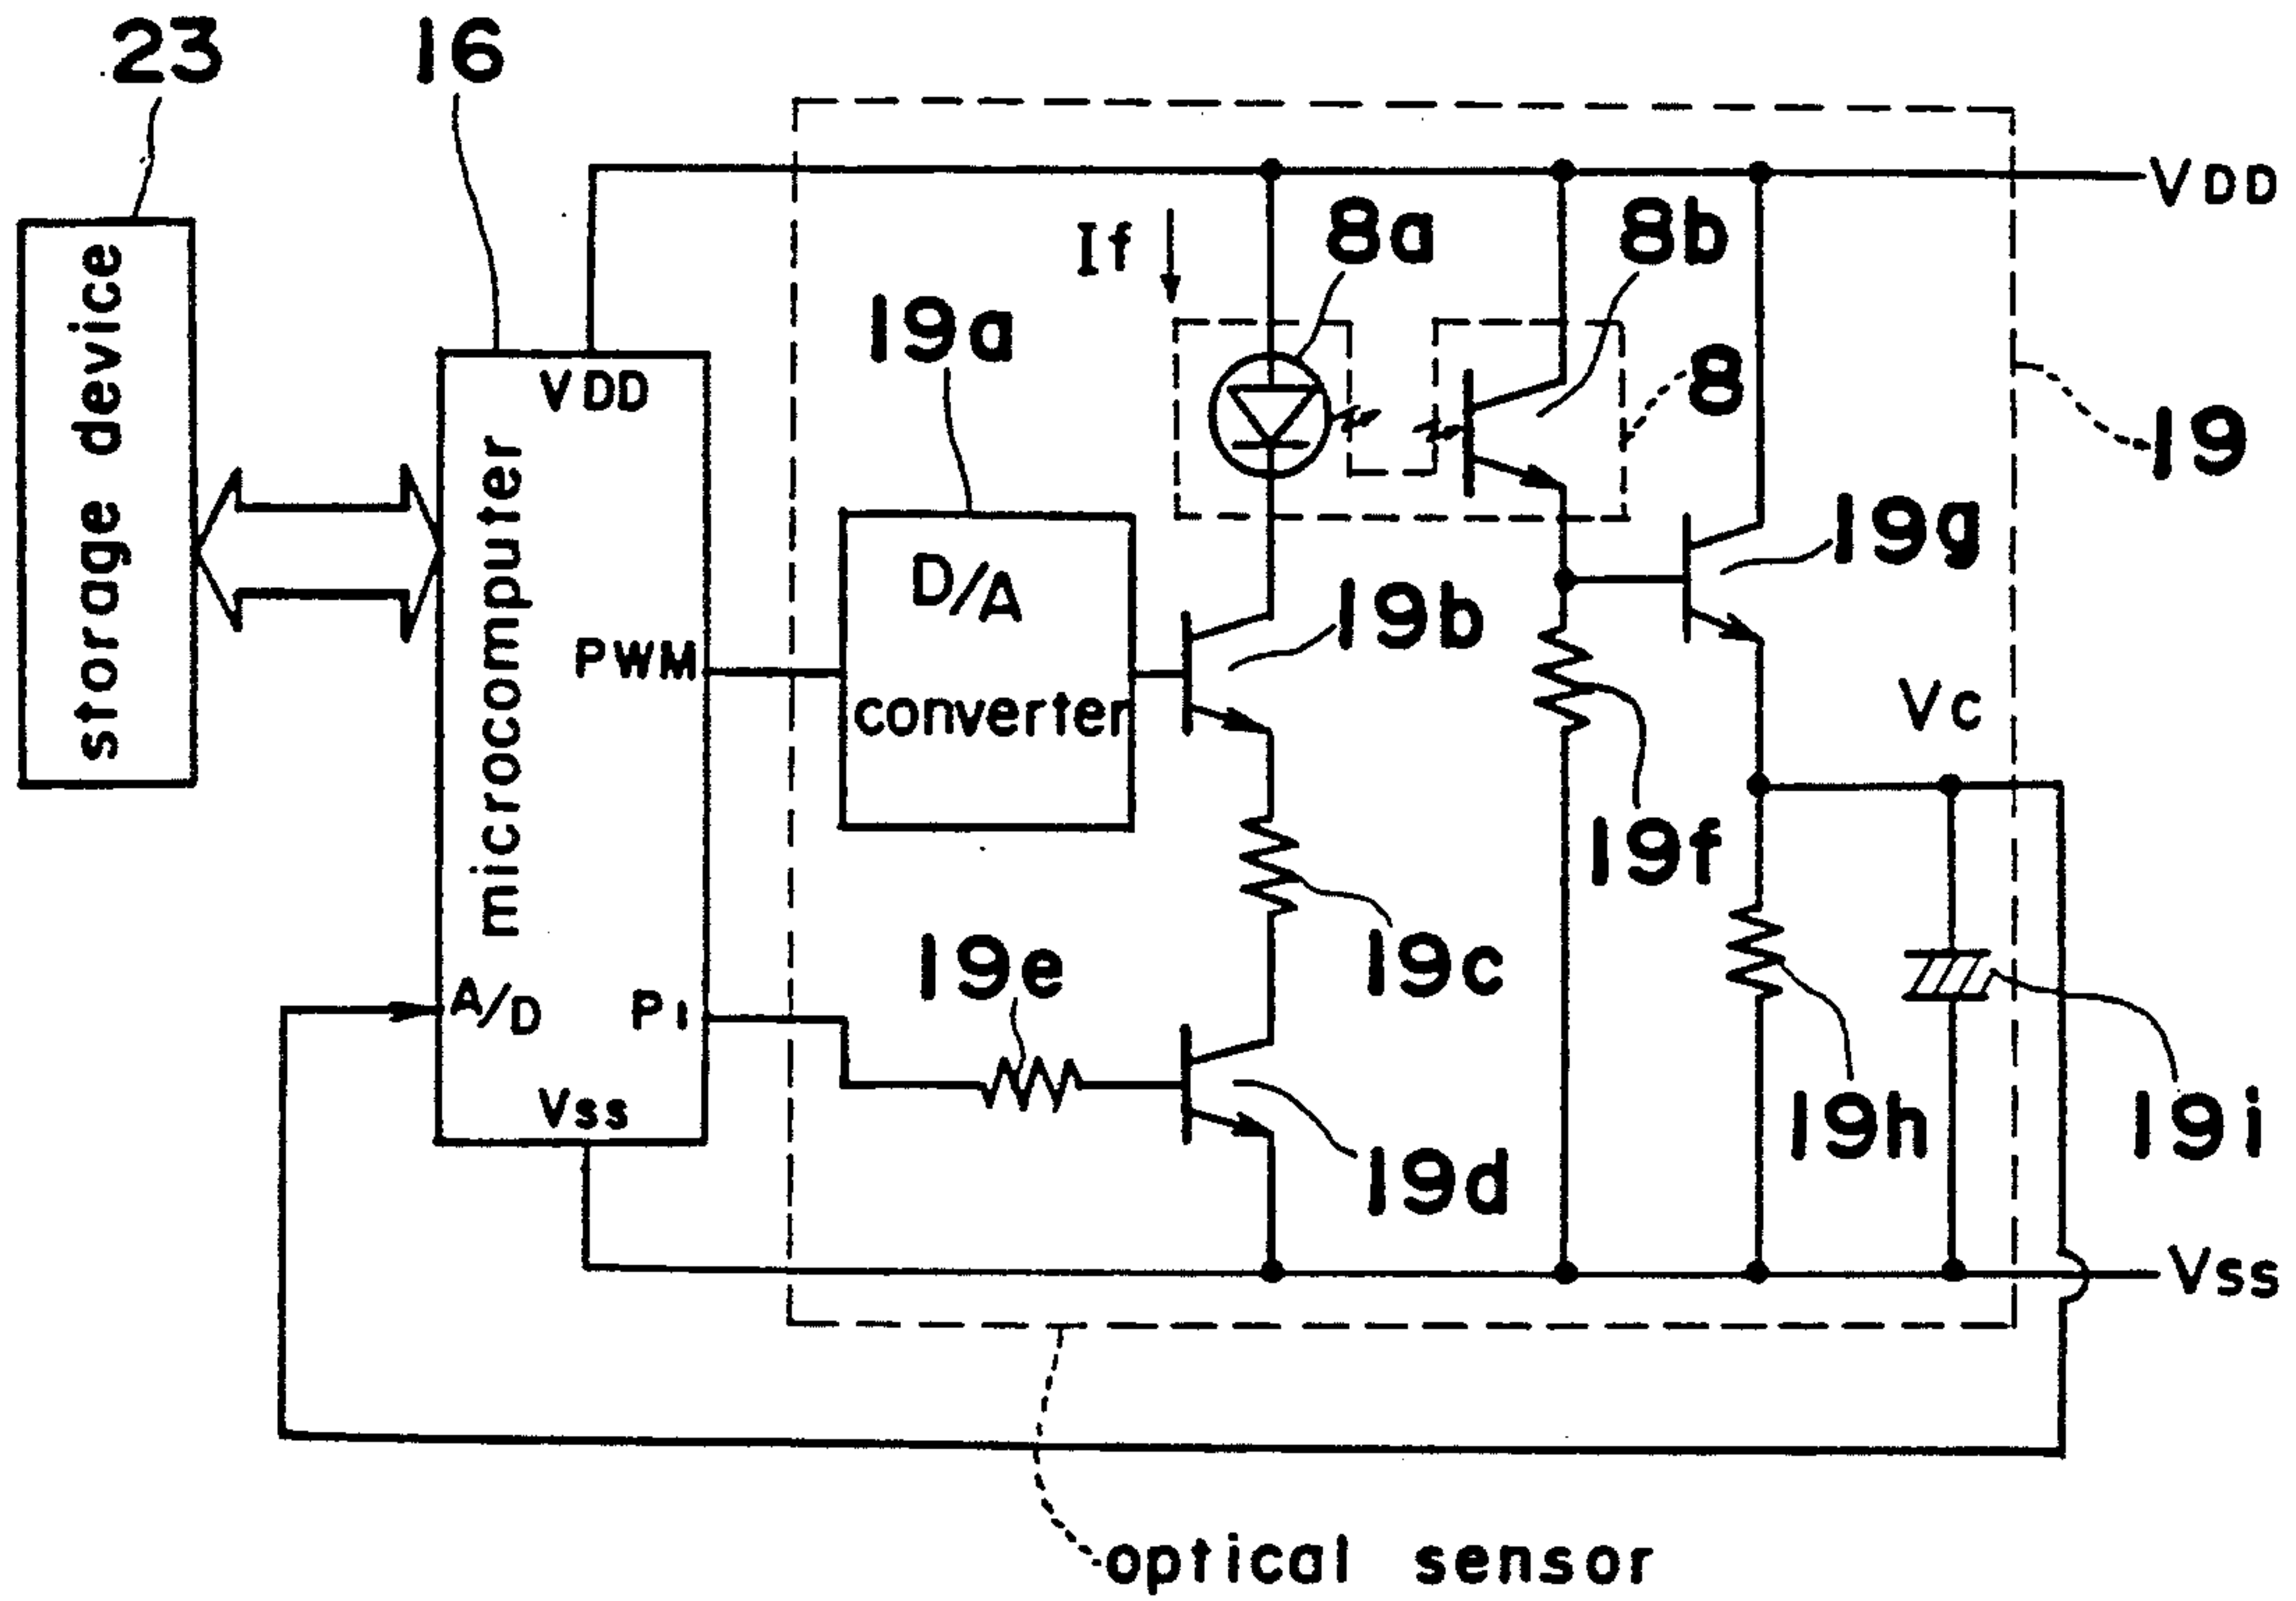 23
16
VDD
If
8a
8b
19a
8
19
storage device
VDD
microcomputer
19g
D/A
converter
19b
PWM
Vc
19f
19c
19e
A/D
P1
19h
19i
Vss
19d
Vss
optical sensor